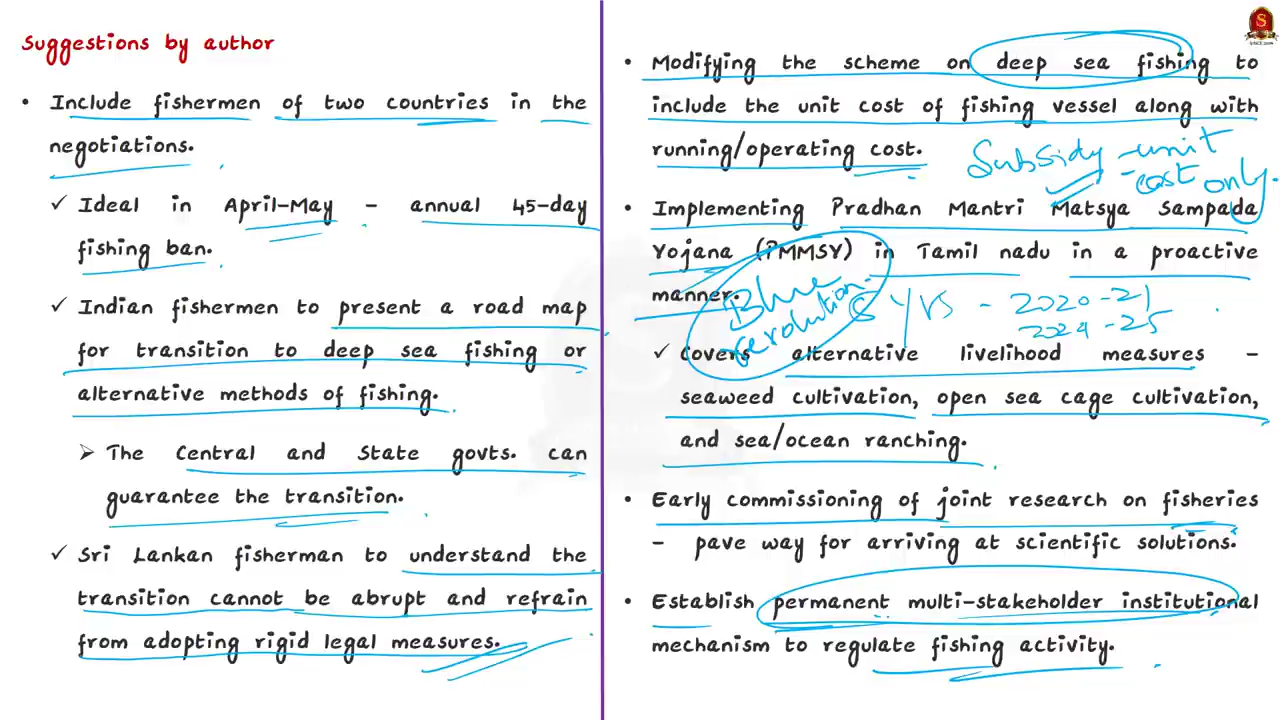 Suggestions by author
• Include fishermen of two countries in the
negotiations.
✓ Ideal in April-May - annual 45-day
fishing ban.
✓ Indian fishermen to present a road map
for transition to deep sea fishing or
alternative methods of fishing.
➢ The Central and State govts. can
guarantee the transition.
✓ Sri Lankan fisherman to understand the
transition cannot be abrupt and refrain
from adopting rigid legal measures.
• Modifying the scheme on deep sea fishing to
include the unit cost of fishing vessel along with
running/operating cost.
Subsidy - unit
cost only.
• Implementing Pradhan Mantri Matsya Sampada
Yojana (PMMSY) in Tamil nadu in a proactive
manner.
Blue
revolution
5 yrs - 2020-21
2024-25
✓ Covers alternative livelihood measures -
seaweed cultivation, open sea cage cultivation,
and sea/ocean ranching.
• Early commissioning of joint research on fisheries
- pave way for arriving at scientific solutions.
• Establish permanent multi-stakeholder institutional
mechanism to regulate fishing activity.